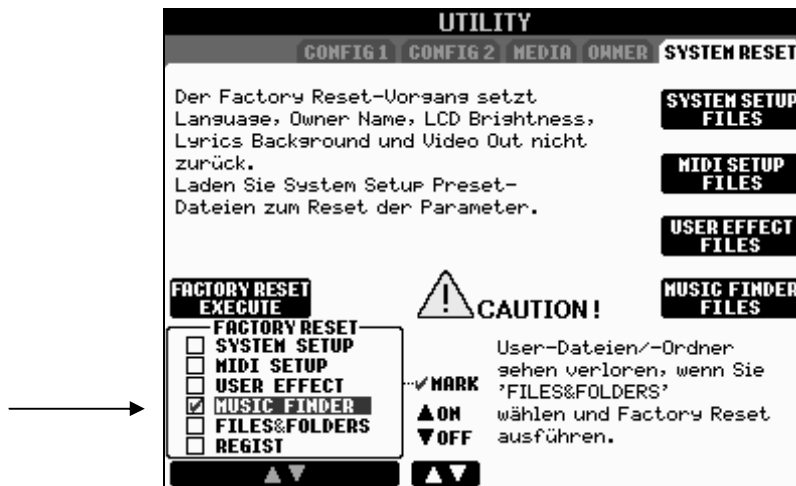 UTILITY
CONFIG 1 CONFIG 2 MEDIA OWNER SYSTEM RESET
Der Factory Reset-Vorgang setzt
Language, Owner Name, LCD Brightness,
Lyrics Background und Video Out nicht
zurück.
Laden Sie System Setup Preset-
Dateien zum Reset der Parameter.
SYSTEM SETUP
FILES
MIDI SETUP
FILES
USER EFFECT
FILES
MUSIC FINDER
FILES
FACTORY RESET
EXECUTE
CAUTION!
FACTORY RESET
SYSTEM SETUP
MIDI SETUP
USER EFFECT
MUSIC FINDER
FILES&FOLDERS
REGIST
MARK
ON
OFF
User-Dateien/-Ordner
gehen verloren, wenn Sie
'FILES&FOLDERS'
wählen und Factory Reset
ausführen.